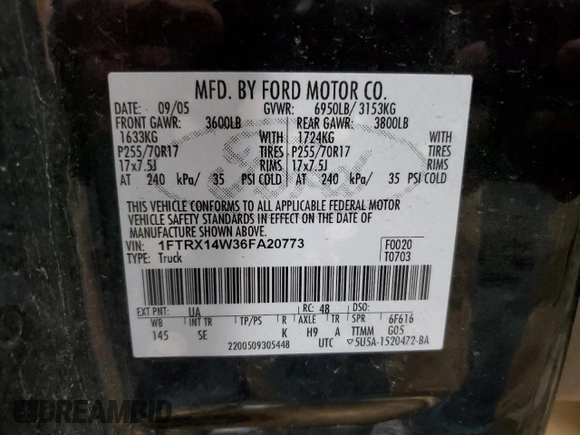 MFD. BY FORD MOTOR CO.
DATE: 09/05 GVWR: 6950LB/ 3153KG
FRONT GAWR: 3600LB REAR GAWR: 3800LB
1633KG WITH 1724KG WITH
P255/70R17 TIRES P255/70R17 TIRES
17x7.5J RIMS 17x7.5J RIMS
AT 240 kPa/ 35 PSI COLD AT 240 kPa/ 35 PSI COLD
THIS VEHICLE CONFORMS TO ALL APPLICABLE FEDERAL MOTOR
VEHICLE SAFETY STANDARDS IN EFFECT ON THE DATE OF
MANUFACTURE SHOWN ABOVE.
VIN: 1FTRX14W36FA20773 F0020
TYPE: Truck T0703
EXT PNT: UA RC: 48 DSO:
WB INT TR TP/PS R AXLE TR SPR 6F616
145 SE K H9 A TTMM G05
2200509305448 UTC ▽5U5A-1520472-BA
DREAMBID